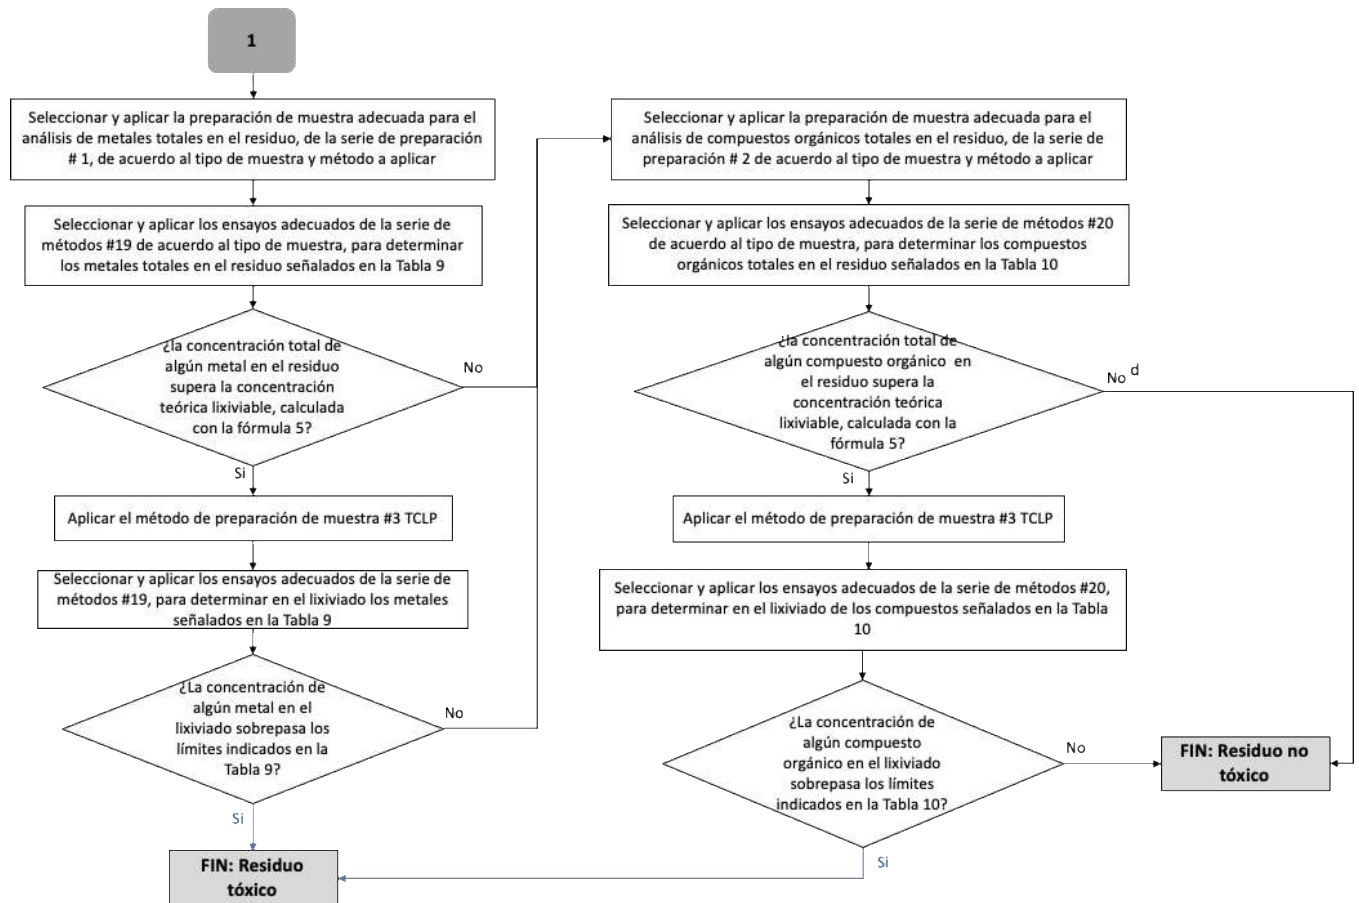 1
Seleccionar y aplicar la preparación de muestra adecuada para el
análisis de metales totales en el residuo, de la serie de preparación
# 1, de acuerdo al tipo de muestra y método a aplicar
Seleccionar y aplicar los ensayos adecuados de la serie de
métodos #19 de acuerdo al tipo de muestra, para determinar
los metales totales en el residuo señalados en la Tabla 9
¿la concentración total de
algún metal en el residuo
supera la concentración
teórica lixiviable, calculada
con la fórmula 5?
No
Si
Aplicar el método de preparación de muestra #3 TCLP
Seleccionar y aplicar los ensayos adecuados de la serie de
métodos #19, para determinar en el lixiviado los metales
señalados en la Tabla 9
¿La concentración de
algún metal en el
lixiviado sobrepasa los
límites indicados en la
Tabla 9?
No
Si
FIN: Residuo
tóxico
Seleccionar y aplicar la preparación de muestra adecuada para el
análisis de compuestos orgánicos totales en el residuo, de la serie de
preparación # 2 de acuerdo al tipo de muestra y método a aplicar
Seleccionar y aplicar los ensayos adecuados de la serie de métodos #20
de acuerdo al tipo de muestra, para determinar los compuestos
orgánicos totales en el residuo señalados en la Tabla 10
¿la concentración total de
algún compuesto orgánico en
el residuo supera la
concentración teórica
lixiviable, calculada con la
fórmula 5?
No d
Si
Aplicar el método de preparación de muestra #3 TCLP
Seleccionar y aplicar los ensayos adecuados de la serie de métodos #20,
para determinar en el lixiviado de los compuestos señalados en la Tabla
10
¿La concentración de
algún compuesto
orgánico en el lixiviado
sobrepasa los límites
indicados en la Tabla 10?
No
Si
FIN: Residuo no
tóxico